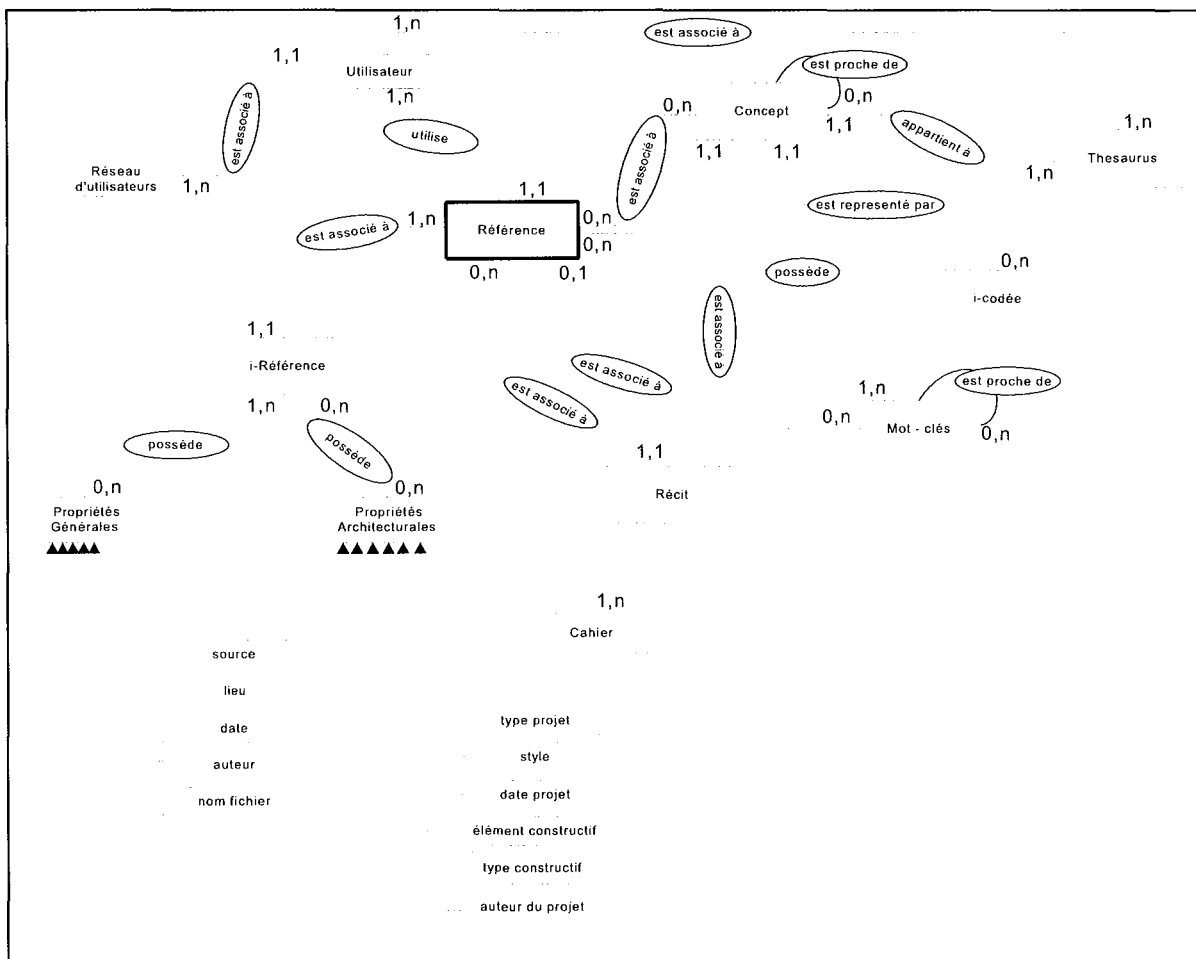 1,n
est associé à
1,1
Utilisateur
est proche de
1,n
0,n
0,n
Concept
1,1
1,n
est associé à
utilise
est associé à
1,1
1,1
appartient à
Thesaurus
Réseau
d'utilisateurs
1,n
1,n
1,1
est representé par
est associé à
1,n
Référence
0,n
0,n
0,n
0,1
possède
0,n
i-codée
est associé à
1,1
i-Référence
est associé à
est associé à
est proche de
1,n
0,n
1,n
0,n
Mot - clés
0,n
possède
possède
1,1
Récit
0,n
0,n
Propriétés
Générales
Propriétés
Architecturales
1,n
Cahier
source
lieu
date
auteur
nom fichier
type projet
style
date projet
élément constructif
type constructif
auteur du projet